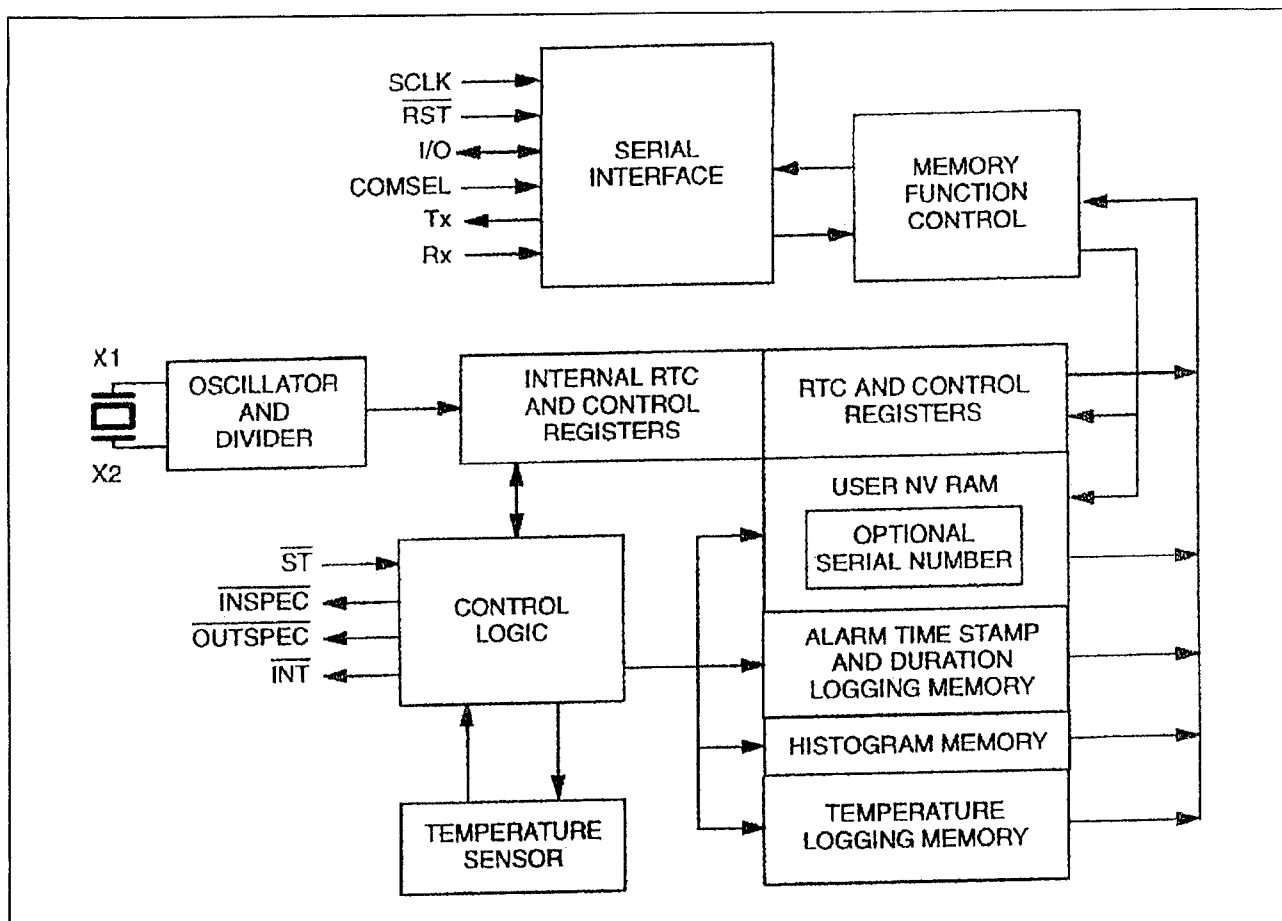 SCLK
RST
I/O
COMSEL
Tx
Rx
SERIAL
INTERFACE
MEMORY
FUNCTION
CONTROL
X1
X2
OSCILLATOR
AND
DIVIDER
INTERNAL RTC
AND CONTROL
REGISTERS
RTC AND CONTROL
REGISTERS
USER NV RAM
OPTIONAL
SERIAL NUMBER
ST
INSPEC
OUTSPEC
INT
CONTROL
LOGIC
ALARM TIME STAMP
AND DURATION
LOGGING MEMORY
HISTOGRAM MEMORY
TEMPERATURE
SENSOR
TEMPERATURE
LOGGING MEMORY